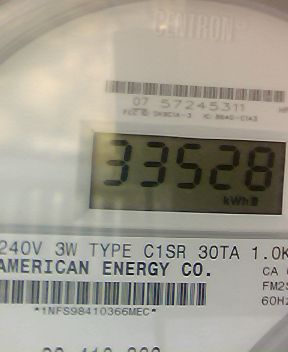 CENTRON
07 57245311
33528
kWh
240V 3W TYPE C1SR 30TA 1.0K
AMERICAN ENERGY CO.
CA
FM2S
60Hz
*1NFS98410366MEC*